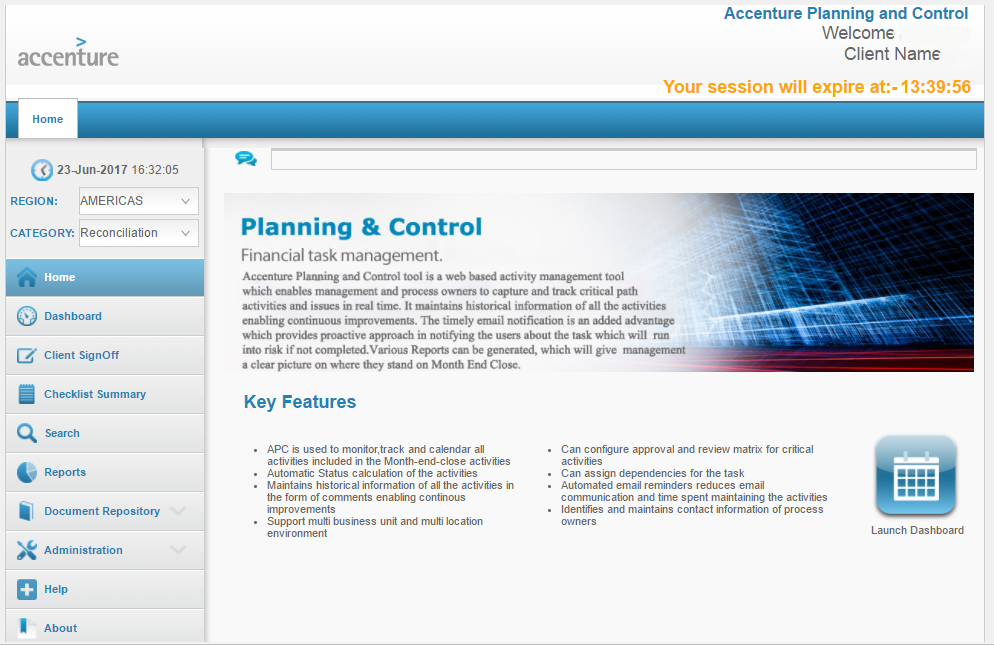 Accenture Planning and Control
Welcome
Client Name
accenture
Your session will expire at:- 13:39:56
Home
23-Jun-2017 16:32:05
REGION: AMERICAS
CATEGORY: Reconciliation
Home
Dashboard
Client SignOff
Checklist Summary
Search
Reports
Document Repository
Administration
Help
About
Planning & Control
Financial task management.
Accenture Planning and Control tool is a web based activity management tool
which enables management and process owners to capture and track critical path
activities and issues in real time. It maintains historical information of all the activities
enabling continuous improvements. The timely email notification is an added advantage
which provides proactive approach in notifying the users about the task which will run
into risk if not completed.Various Reports can be generated, which will give management
a clear picture on where they stand on Month End Close.
Key Features
APC is used to monitor,track and calendar all
activities included in the Month-end-close activities
Automatic Status calculation of the activities
Maintains historical information of all the activities in
the form of comments enabling continous
improvements
Support multi business unit and multi location
environment
Can configure approval and review matrix for critical
activities
Can assign dependencies for the task
Automated email reminders reduces email
communication and time spent maintaining the activities
Identifies and maintains contact information of process
owners
Launch Dashboard